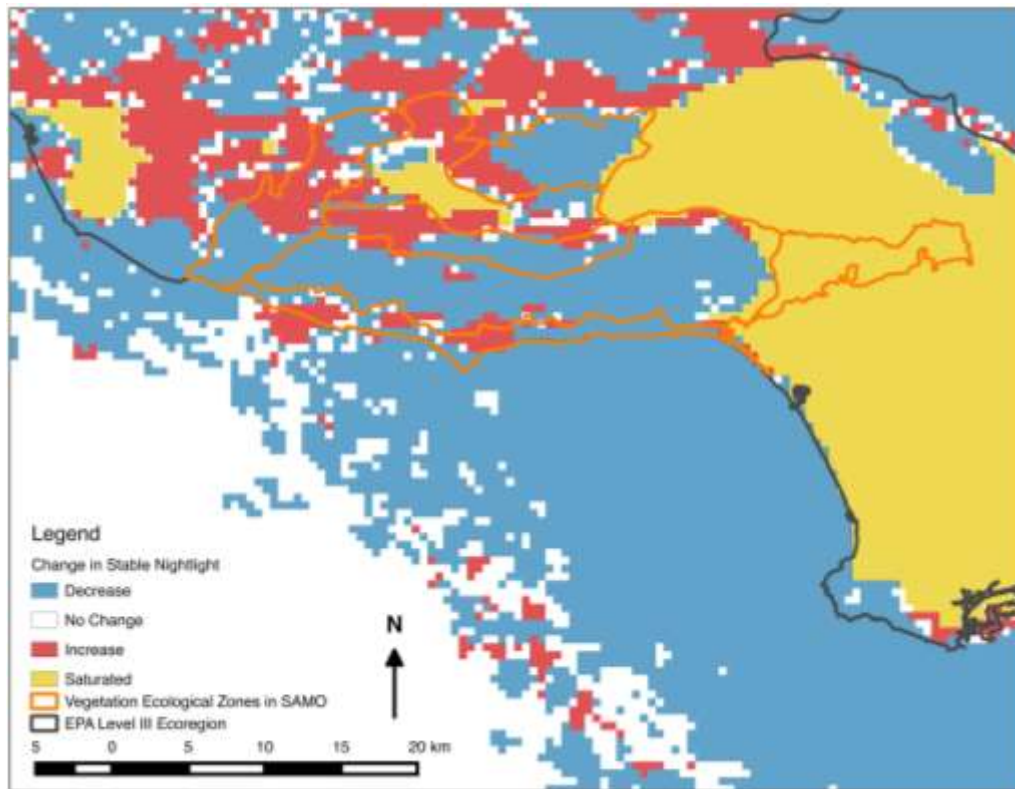 Legend
Change in Stable Nightlight
Decrease
No Change
Increase
Saturated
Vegetation Ecological Zones in SAMO
EPA Level III Ecoregion
N
5 0 5 10 15 20 km